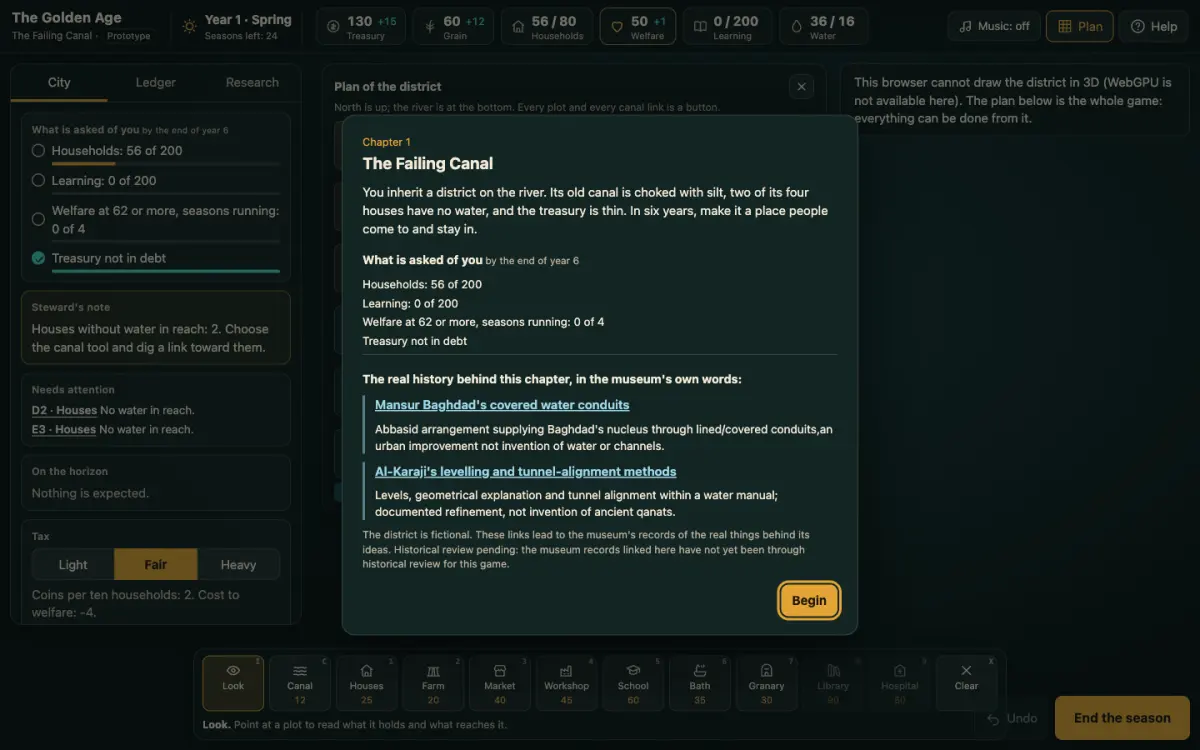 The Golden Age
The Failing Canal · Prototype
Year 1 · Spring
Seasons left: 24
130 +15
Treasury
60 +12
Grain
56 / 80
Households
50 +1
Welfare
0 / 200
Learning
36 / 16
Water
Music: off
Plan
Help
City
Ledger
Research
What is asked of you by the end of year 6
Households: 56 of 200
Learning: 0 of 200
Welfare at 62 or more, seasons running:
0 of 4
Treasury not in debt
Steward's note
Houses without water in reach: 2. Choose
the canal tool and dig a link toward them.
Needs attention
D2 · Houses No water in reach.
E3 · Houses No water in reach.
On the horizon
Nothing is expected.
Tax
Light
Fair
Heavy
Coins per ten households: 2. Cost to
welfare: -4.
Plan of the district
North is up; the river is at the bottom. Every plot and every canal link is a button.
This browser cannot draw the district in 3D (WebGPU is
not available here). The plan below is the whole game:
everything can be done from it.
Chapter 1
The Failing Canal
You inherit a district on the river. Its old canal is choked with silt, two of its four
houses have no water, and the treasury is thin. In six years, make it a place people
come to and stay in.
What is asked of you by the end of year 6
Households: 56 of 200
Learning: 0 of 200
Welfare at 62 or more, seasons running: 0 of 4
Treasury not in debt
The real history behind this chapter, in the museum's own words:
Mansur Baghdad's covered water conduits
Abbasid arrangement supplying Baghdad's nucleus through lined/covered conduits,an
urban improvement not invention of water or channels.
Al-Karaji's levelling and tunnel-alignment methods
Levels, geometrical explanation and tunnel alignment within a water manual;
documented refinement, not invention of ancient qanats.
The district is fictional. These links lead to the museum's records of the real things behind its
ideas. Historical review pending: the museum records linked here have not yet been through
historical review for this game.
Begin
Look
Canal C
12
Houses 1
25
Farm 2
20
Market 3
40
Workshop 4
45
School 5
60
Bath 6
35
Granary 7
30
Library
90
Hospital
80
Clear X
Look. Point at a plot to read what it holds and what reaches it.
Undo
End the season